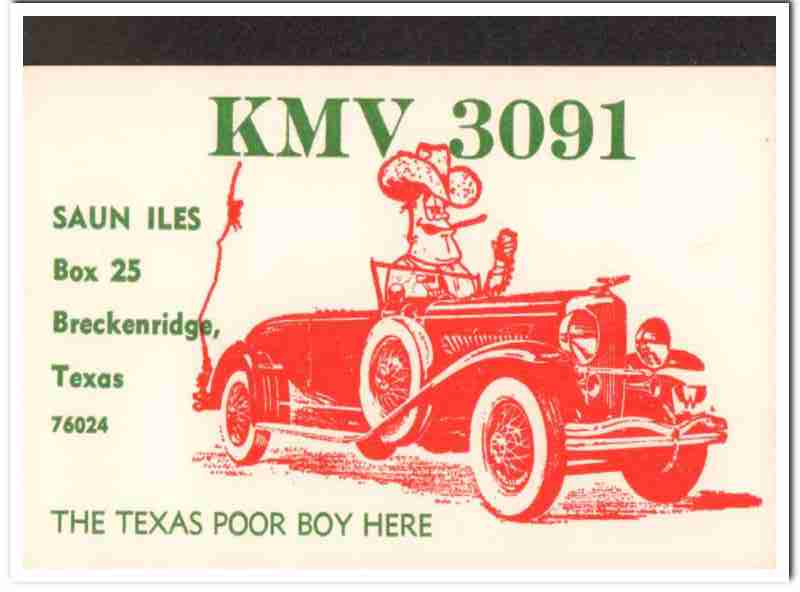 KMV 3091
SAUN ILES
Box 25
Breckenridge,
Texas
76024
THE TEXAS POOR BOY HERE